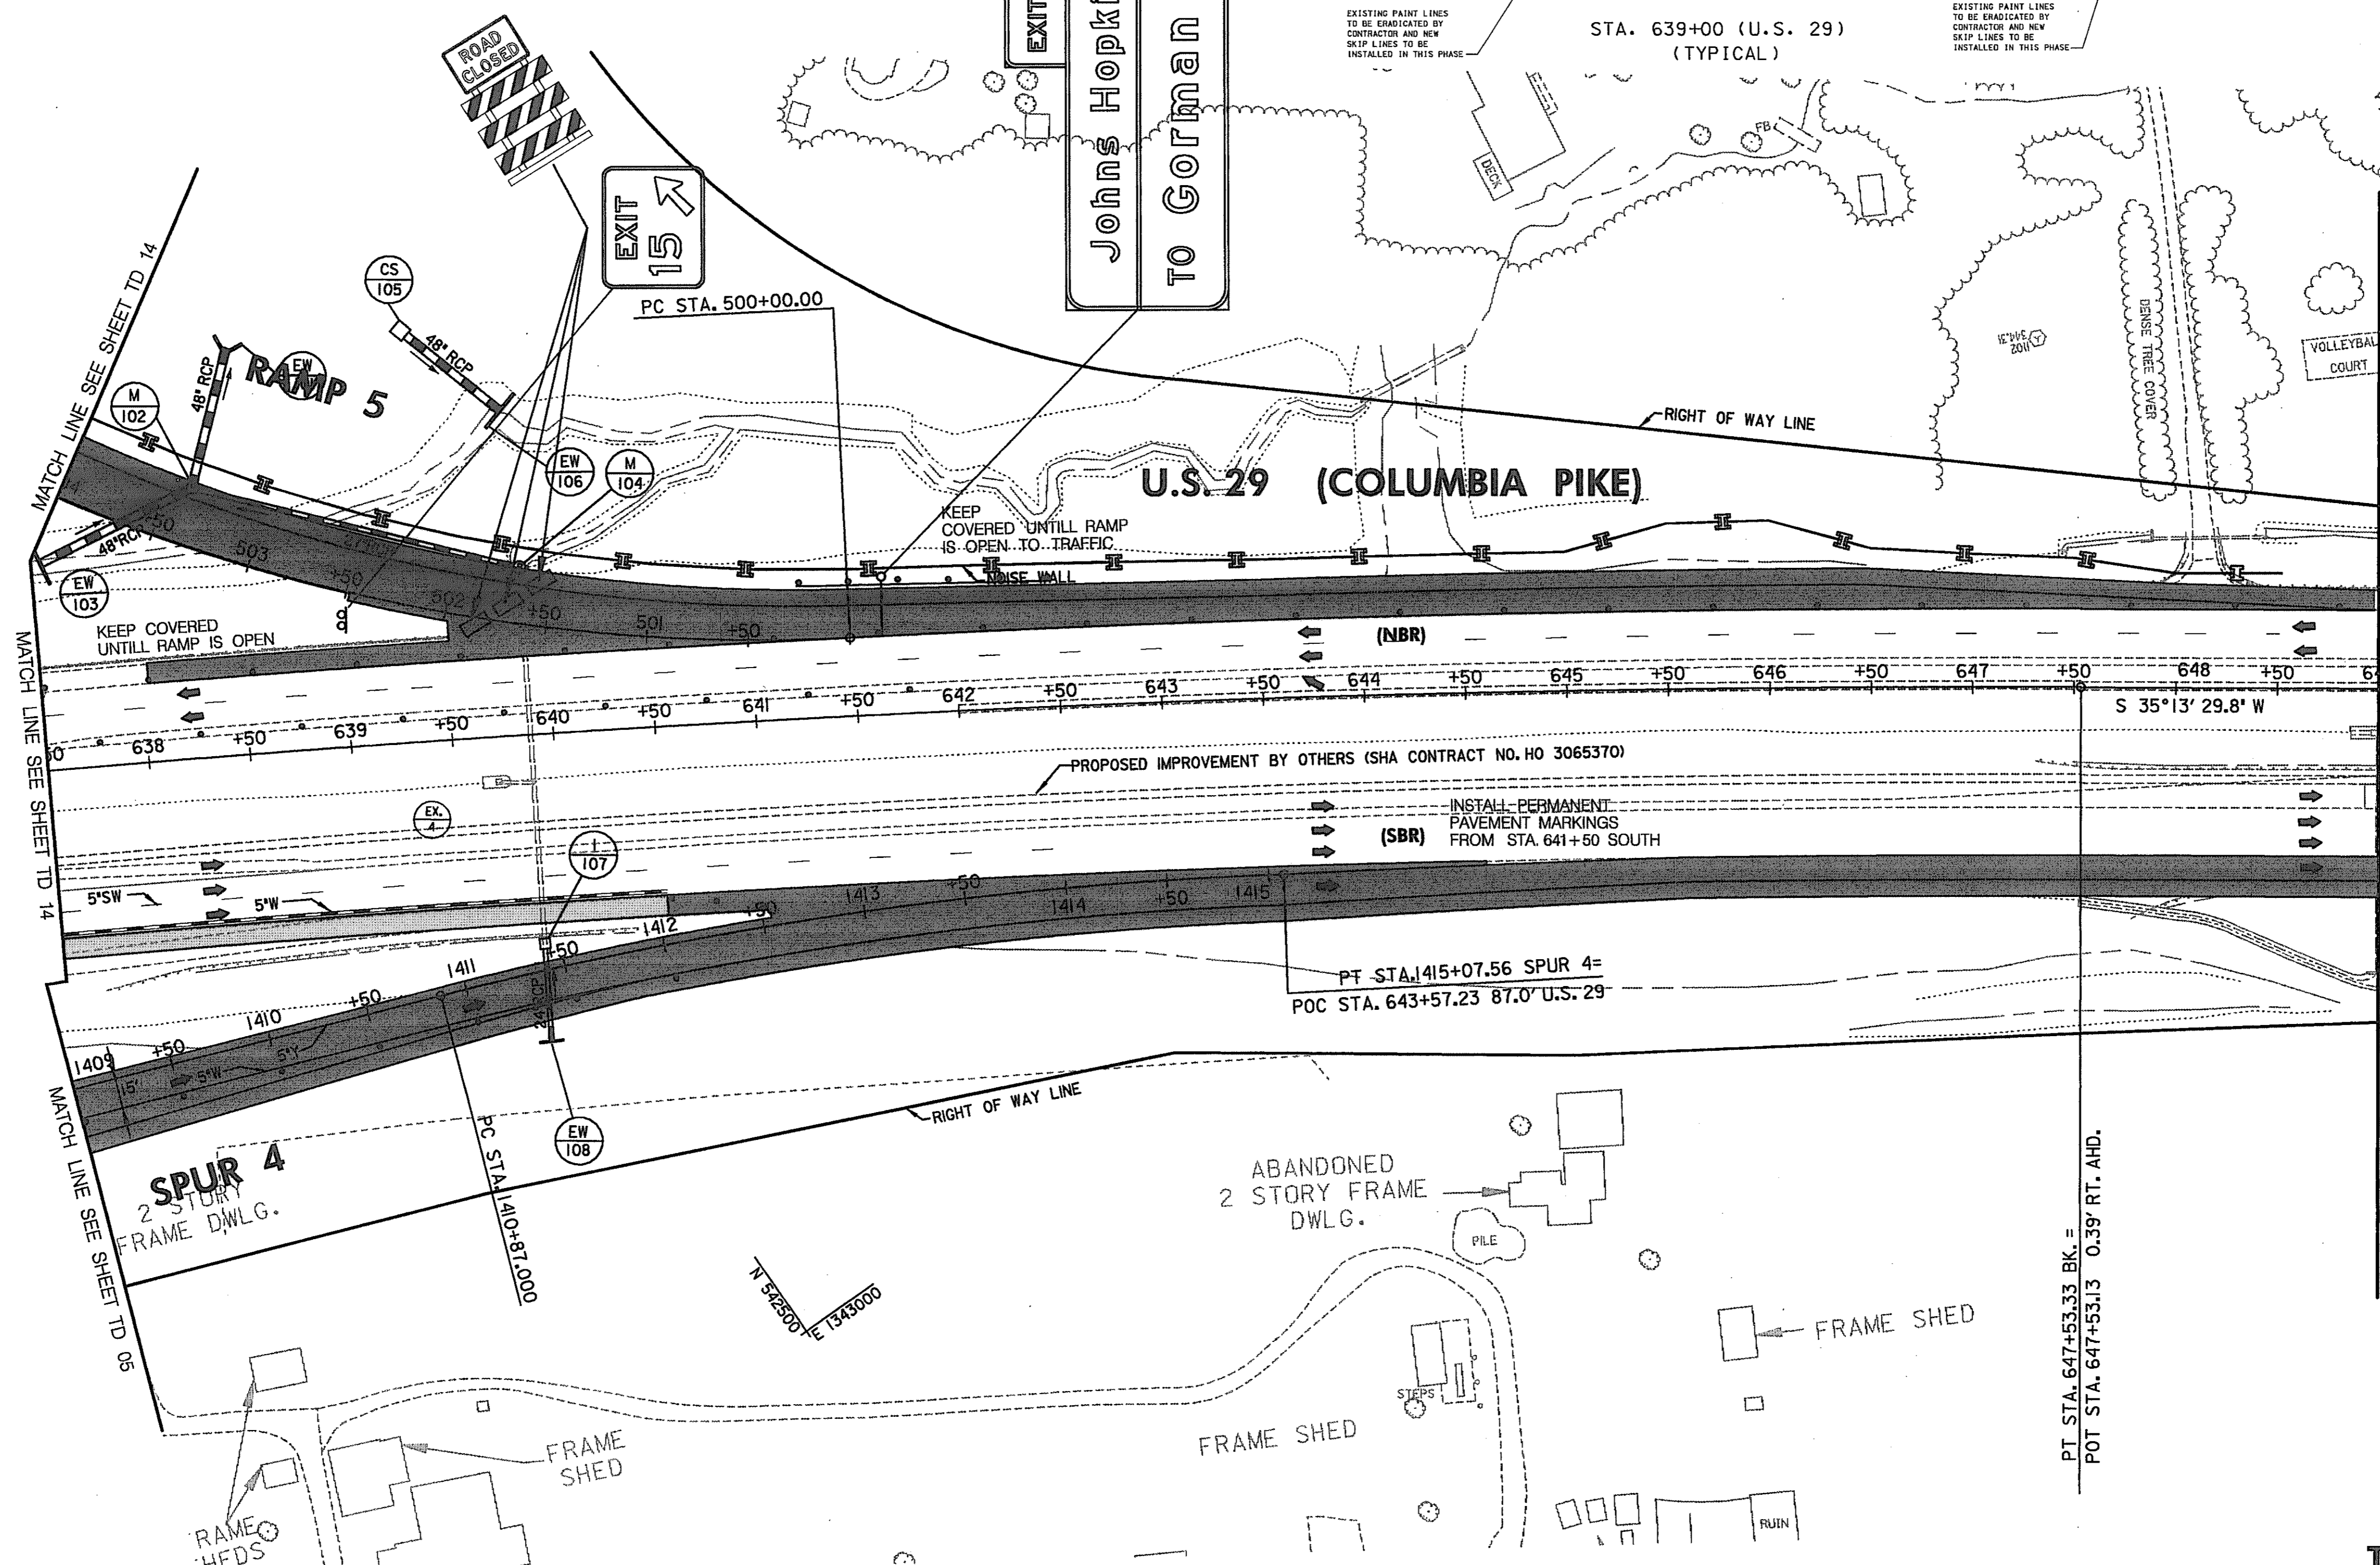 EXISTING PAINT LINES
TO BE ERADICATED BY
CONTRACTOR AND NEW
SKIP LINES TO BE
INSTALLED IN THIS PHASE
STA. 639+00 (U.S. 29)
(TYPICAL)
EXISTING PAINT LINES
TO BE ERADICATED BY
CONTRACTOR AND NEW
SKIP LINES TO BE
INSTALLED IN THIS PHASE
EXIT
Johns Hopki
TO Gorman
ROAD
CLOSED
EXIT
15
MATCH LINE SEE SHEET TD 14
CS
105
48" RCP
PC STA. 500+00.00
DECK
FB
DENSE TREE COVER
1102
344.31
VOLLEYBAL
COURT
M
102
48" RCP
EW
RAMP 5
EW
106
M
104
RIGHT OF WAY LINE
U.S. 29 (COLUMBIA PIKE)
KEEP
COVERED UNTILL RAMP
IS OPEN TO TRAFFIC
NOISE WALL
48"RCP
EW
103
+50
503
+50
502
+50
501
+50
KEEP COVERED
UNTILL RAMP IS OPEN
(NBR)
638
+50
639
+50
640
+50
641
+50
642
+50
643
+50
644
+50
645
+50
646
+50
647
+50
648
+50
S 35°13' 29.8" W
MATCH LINE SEE SHEET TD 14
PROPOSED IMPROVEMENT BY OTHERS (SHA CONTRACT NO. HO 3065370)
EX.
4
I
107
(SBR)
INSTALL PERMANENT
PAVEMENT MARKINGS
FROM STA. 641+50 SOUTH
5"SW
5"W
1409
+50
1410
+50
1411
+50
1412
+50
1413
+50
1414
+50
1415
15'
5"W
5"Y
24" RCP
PT STA.1415+07.56 SPUR 4=
POC STA. 643+57.23 87.0' U.S. 29
RIGHT OF WAY LINE
EW
108
PC STA. 1410+87.000
MATCH LINE SEE SHEET TD 05
SPUR 4
2 STORY
FRAME DWLG.
ABANDONED
2 STORY FRAME
DWLG.
PILE
N 542500
E 1343000
FRAME SHED
STEPS
FRAME SHED
FRAME
SHED
RAME
HEDS
RUIN
PT STA. 647+53.33 BK. =
POT STA. 647+53.13 0.39' RT. AHD.